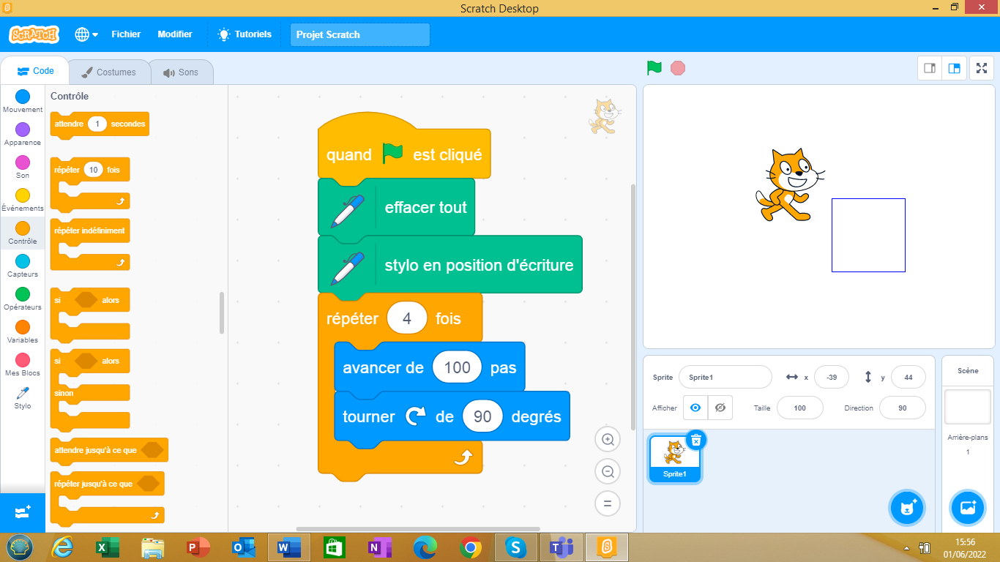 Scratch Desktop
SCRATCH
Fichier
Modifier
Tutoriels
Projet Scratch
Code
Costumes
Sons
Mouvement
Apparence
Son
Événements
Contrôle
Capteurs
Opérateurs
Variables
Mes Blocs
Stylo
Contrôle
attendre 1 secondes
répéter 10 fois
répéter indéfiniment
si alors
si alors
sinon
attendre jusqu'à ce que
répéter jusqu'à ce que
quand est cliqué
effacer tout
stylo en position d'écriture
répéter 4 fois
avancer de 100 pas
tourner de 90 degrés
Sprite Sprite1 x -39 y 44
Afficher Taille 100 Direction 90
Sprite1
Scène
Arrière-plans
1
15:56
01/06/2022